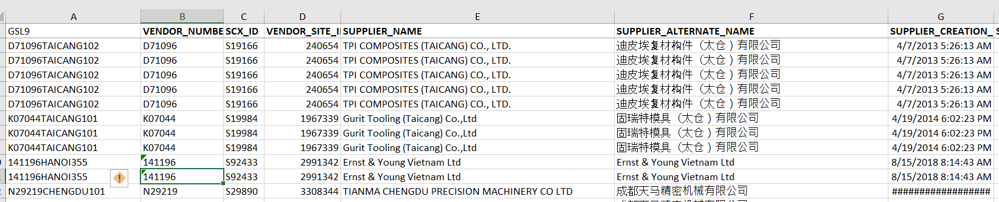 A B C D E F G
GSL9 VENDOR_NUMBE SCX_ID VENDOR_SITE_I SUPPLIER_NAME SUPPLIER_ALTERNATE_NAME SUPPLIER_CREATION_
D71096TAICANG102 D71096 S19166 240654 TPI COMPOSITES (TAICANG) CO., LTD. 迪皮埃复材构件（太仓）有限公司 4/7/2013 5:26:13 AM
D71096TAICANG102 D71096 S19166 240654 TPI COMPOSITES (TAICANG) CO., LTD. 迪皮埃复材构件（太仓）有限公司 4/7/2013 5:26:13 AM
D71096TAICANG102 D71096 S19166 240654 TPI COMPOSITES (TAICANG) CO., LTD. 迪皮埃复材构件（太仓）有限公司 4/7/2013 5:26:13 AM
D71096TAICANG102 D71096 S19166 240654 TPI COMPOSITES (TAICANG) CO., LTD. 迪皮埃复材构件（太仓）有限公司 4/7/2013 5:26:13 AM
D71096TAICANG102 D71096 S19166 240654 TPI COMPOSITES (TAICANG) CO., LTD. 迪皮埃复材构件（太仓）有限公司 4/7/2013 5:26:13 AM
K07044TAICANG101 K07044 S19984 1967339 Gurit Tooling (Taicang) Co.,Ltd 固瑞特模具（太仓）有限公司 4/19/2014 6:02:23 PM
K07044TAICANG101 K07044 S19984 1967339 Gurit Tooling (Taicang) Co.,Ltd 固瑞特模具（太仓）有限公司 4/19/2014 6:02:23 PM
K07044TAICANG101 K07044 S19984 1967339 Gurit Tooling (Taicang) Co.,Ltd 固瑞特模具（太仓）有限公司 4/19/2014 6:02:23 PM
141196HANOI355 141196 S92433 2991342 Ernst & Young Vietnam Ltd Ernst & Young Vietnam Ltd 8/15/2018 8:14:43 AM
141196HANOI355 141196 S92433 2991342 Ernst & Young Vietnam Ltd Ernst & Young Vietnam Ltd 8/15/2018 8:14:43 AM
N29219CHENGDU101 N29219 S29890 3308344 TIANMA CHENGDU PRECISION MACHINERY CO LTD 成都天马精密机械有限公司 ##################